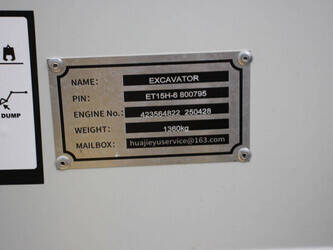 DUMP
NAME: EXCAVATOR
PIN: ET15H-6 800795
ENGINE No.: 423564822 250428
WEIGHT: 1360kg
MAILBOX: huajieyuservice@163.com